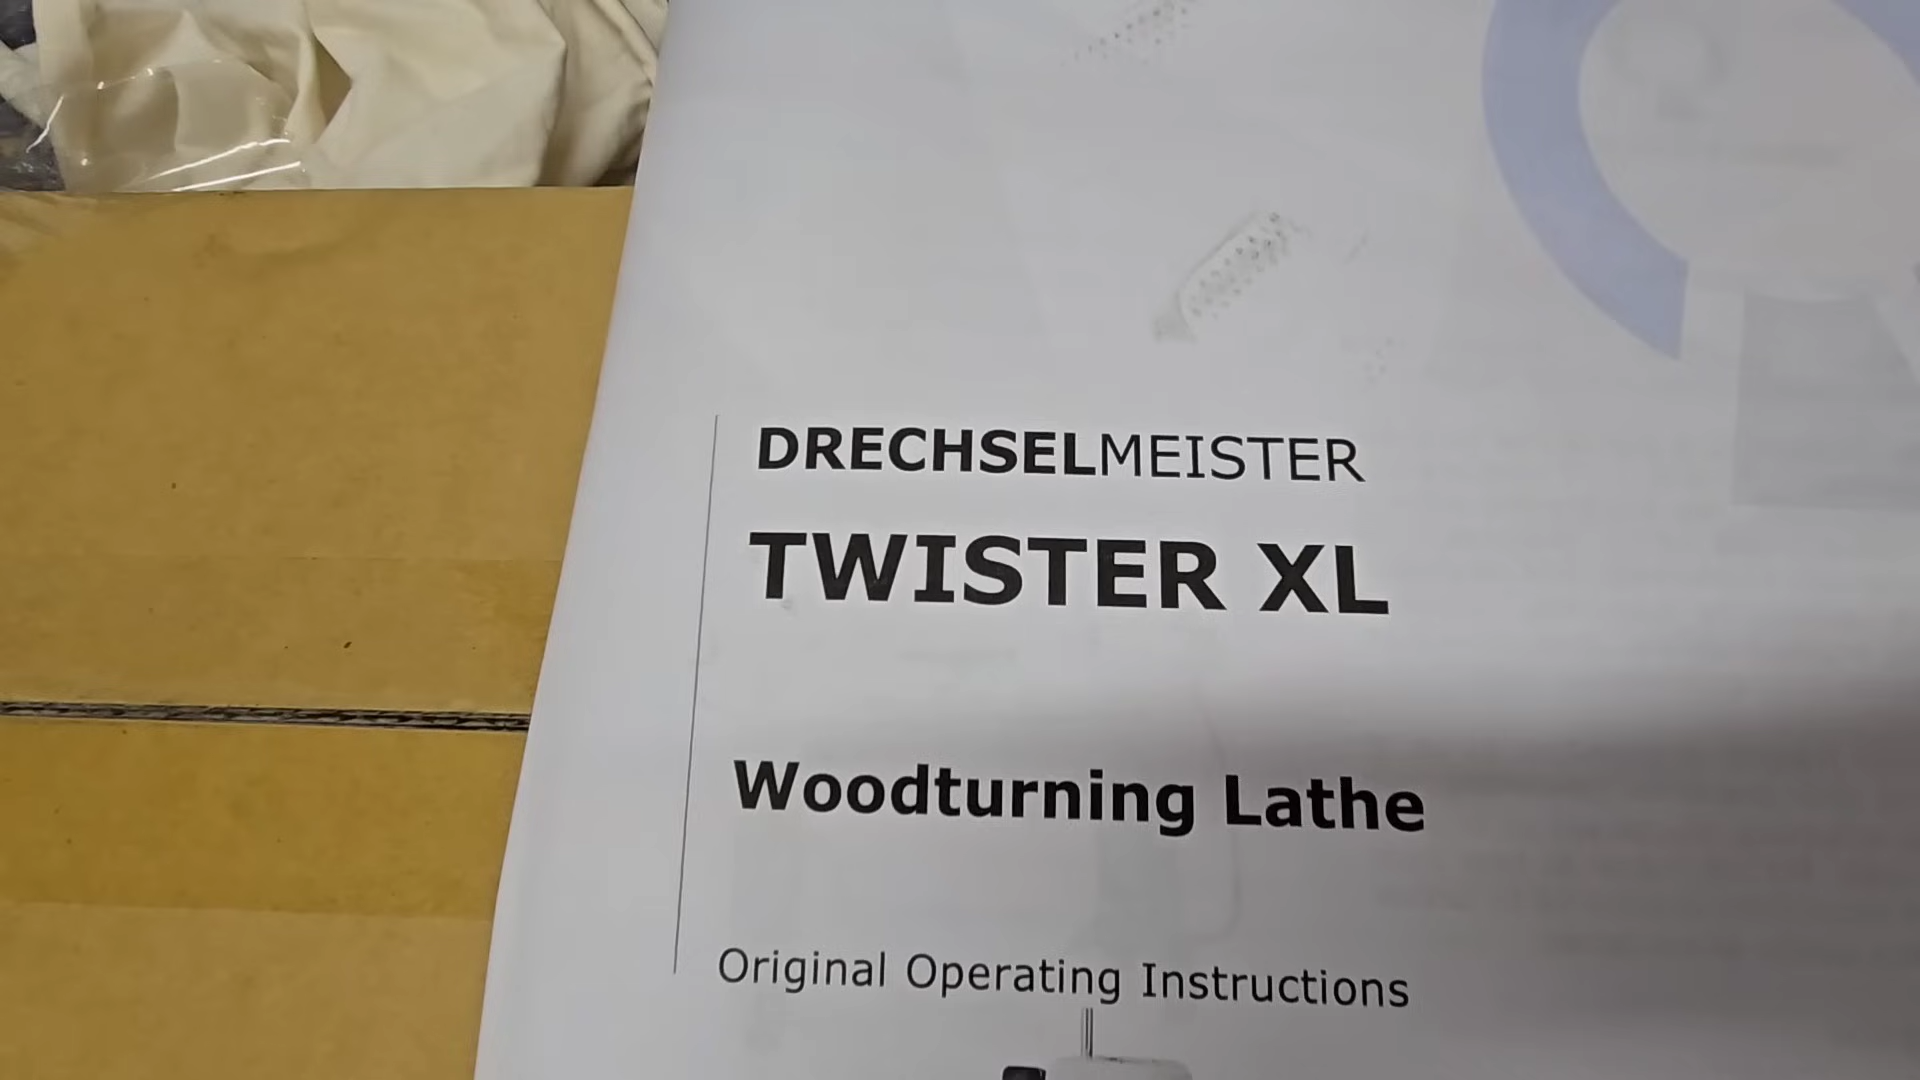 DRECHSELMEISTER
TWISTER XL
Woodturning Lathe
Original Operating Instructions